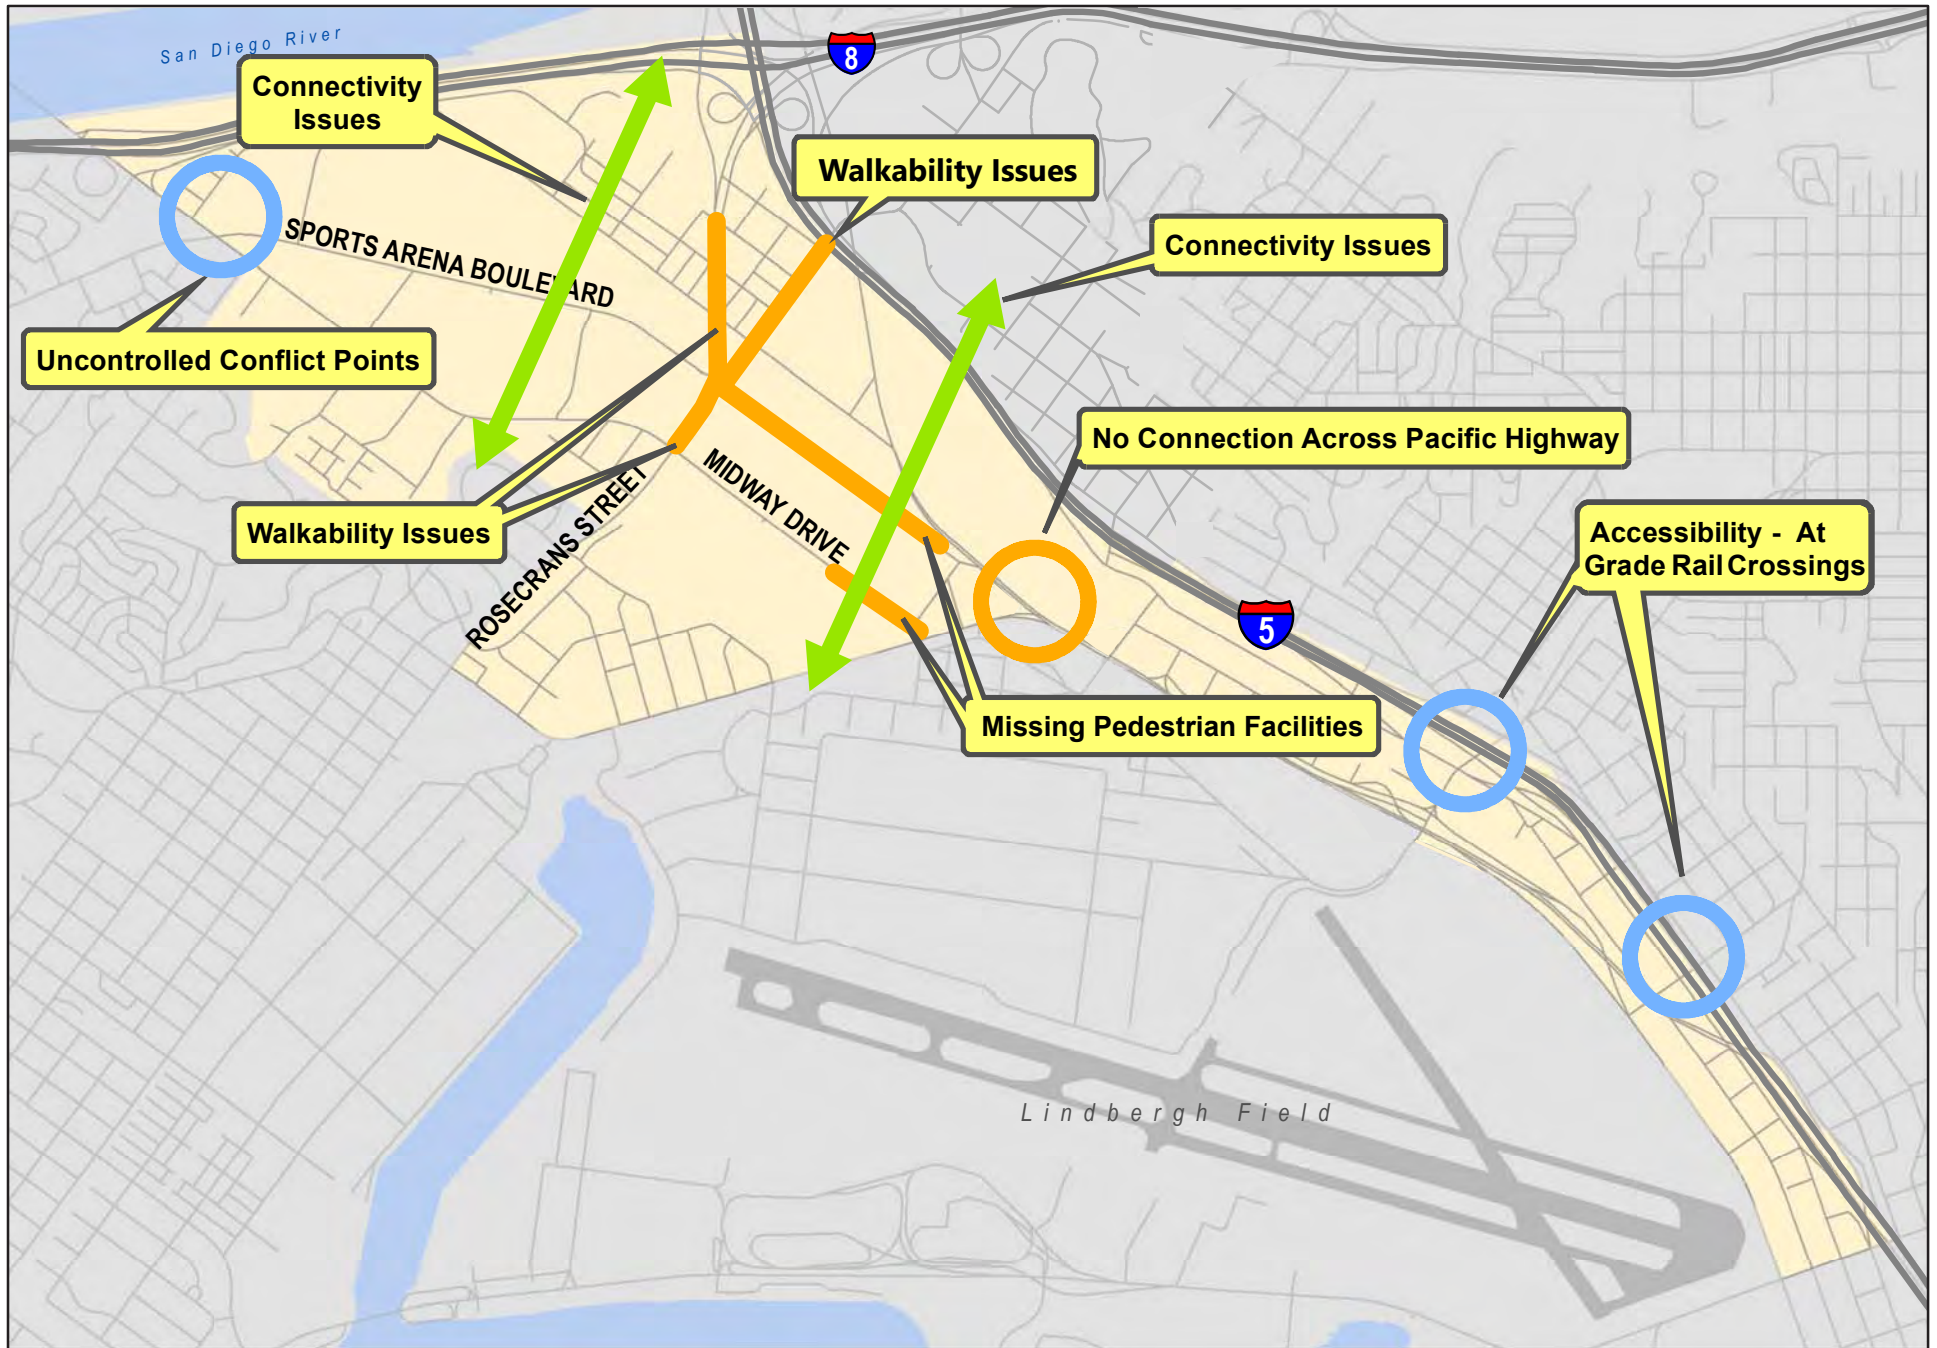 San Diego River
8
Connectivity
Issues
Walkability Issues
SPORTS ARENA BOULEVARD
Connectivity Issues
Uncontrolled Conflict Points
No Connection Across Pacific Highway
MIDWAY DRIVE
Walkability Issues
ROSECRANS STREET
Accessibility - At
Grade Rail Crossings
5
Missing Pedestrian Facilities
Lindbergh Field